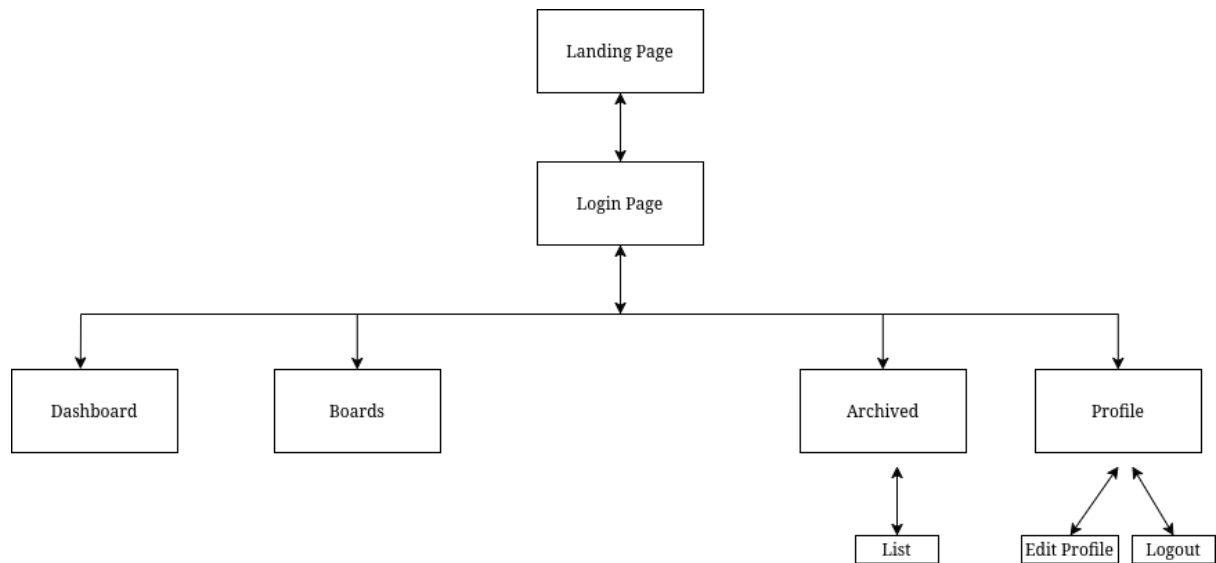 Landing Page
Login Page
Dashboard
Boards
Archived
Profile
List
Edit Profile
Logout